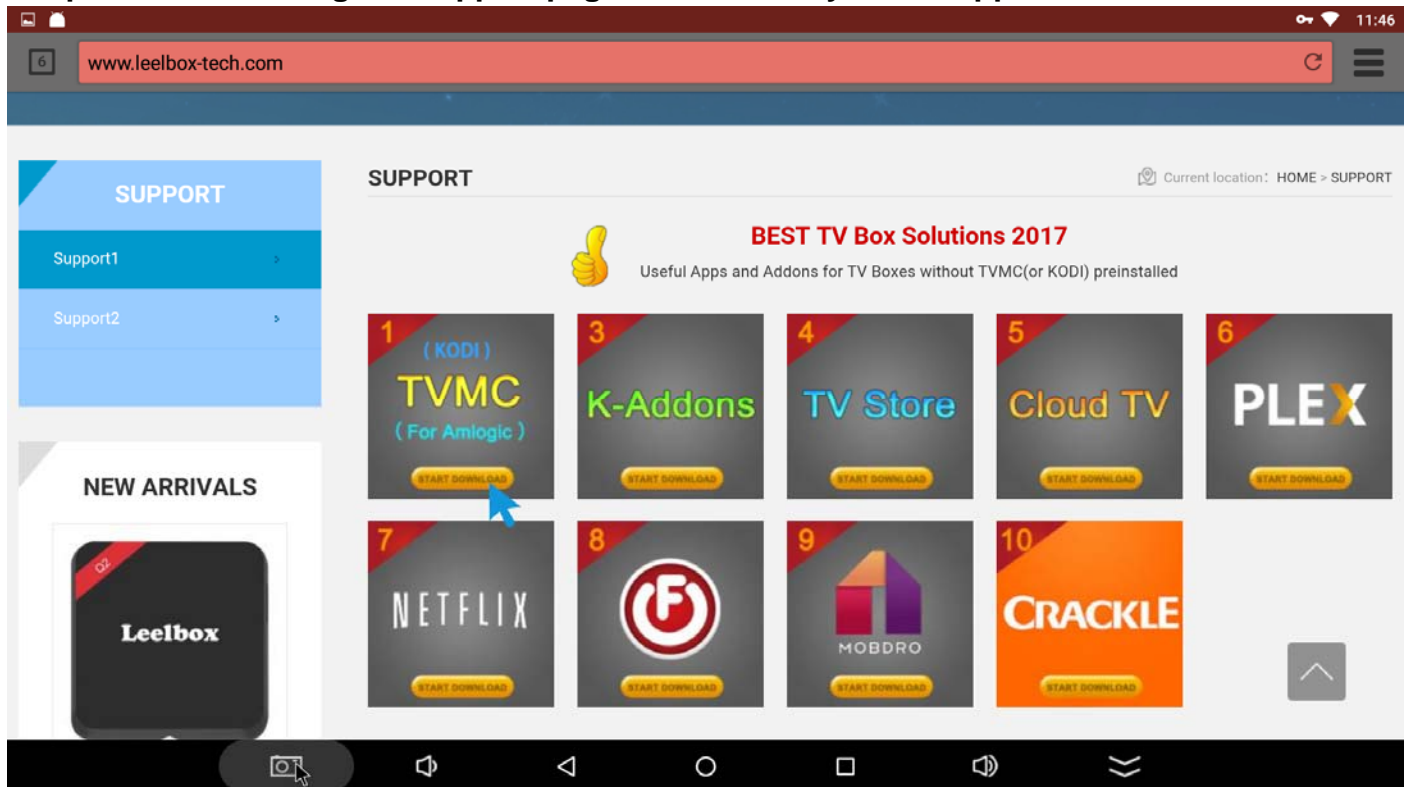 11:46
6 www.leelbox-tech.com
SUPPORT
Support1
Support2
SUPPORT
Current location: HOME > SUPPORT
BEST TV Box Solutions 2017
Useful Apps and Addons for TV Boxes without TVMC(or KODI) preinstalled
1
(KODI)
TVMC
(For Amlogic)
START DOWNLOAD
3
K-Addons
START DOWNLOAD
4
TV Store
START DOWNLOAD
5
Cloud TV
START DOWNLOAD
6
PLEX
START DOWNLOAD
7
NETFLIX
START DOWNLOAD
8
F
START DOWNLOAD
9
MOBDRO
START DOWNLOAD
10
CRACKLE
START DOWNLOAD
NEW ARRIVALS
Q2
Leelbox